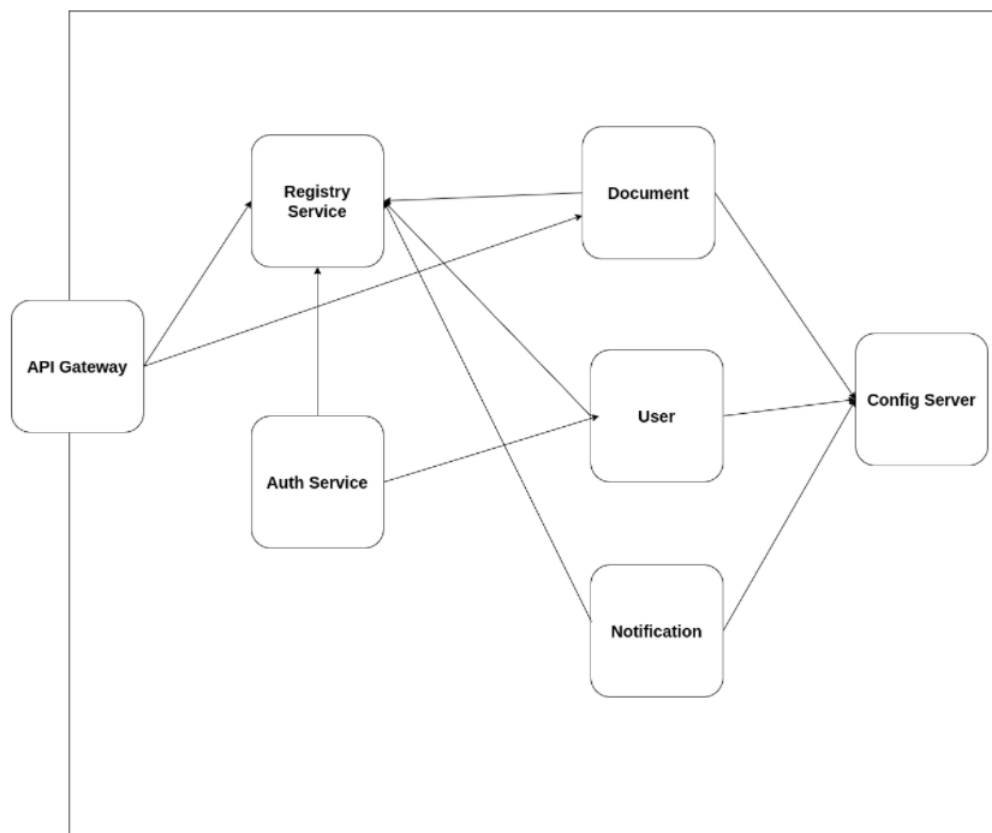 Registry
Service
Document
API Gateway
User
Config Server
Auth Service
Notification